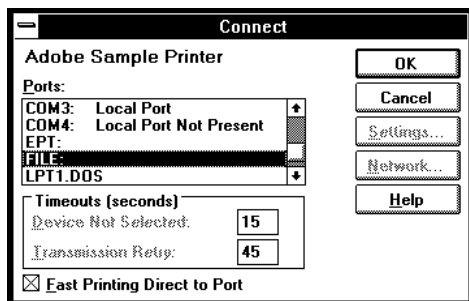 Connect
Adobe Sample Printer
Ports:
COM3: Local Port
COM4: Local Port Not Present
EPT:
FILE:
LPT1.DOS
Timeouts (seconds)
Device Not Selected: 15
Transmission Retry: 45
Fast Printing Direct to Port
OK
Cancel
Settings...
Network...
Help